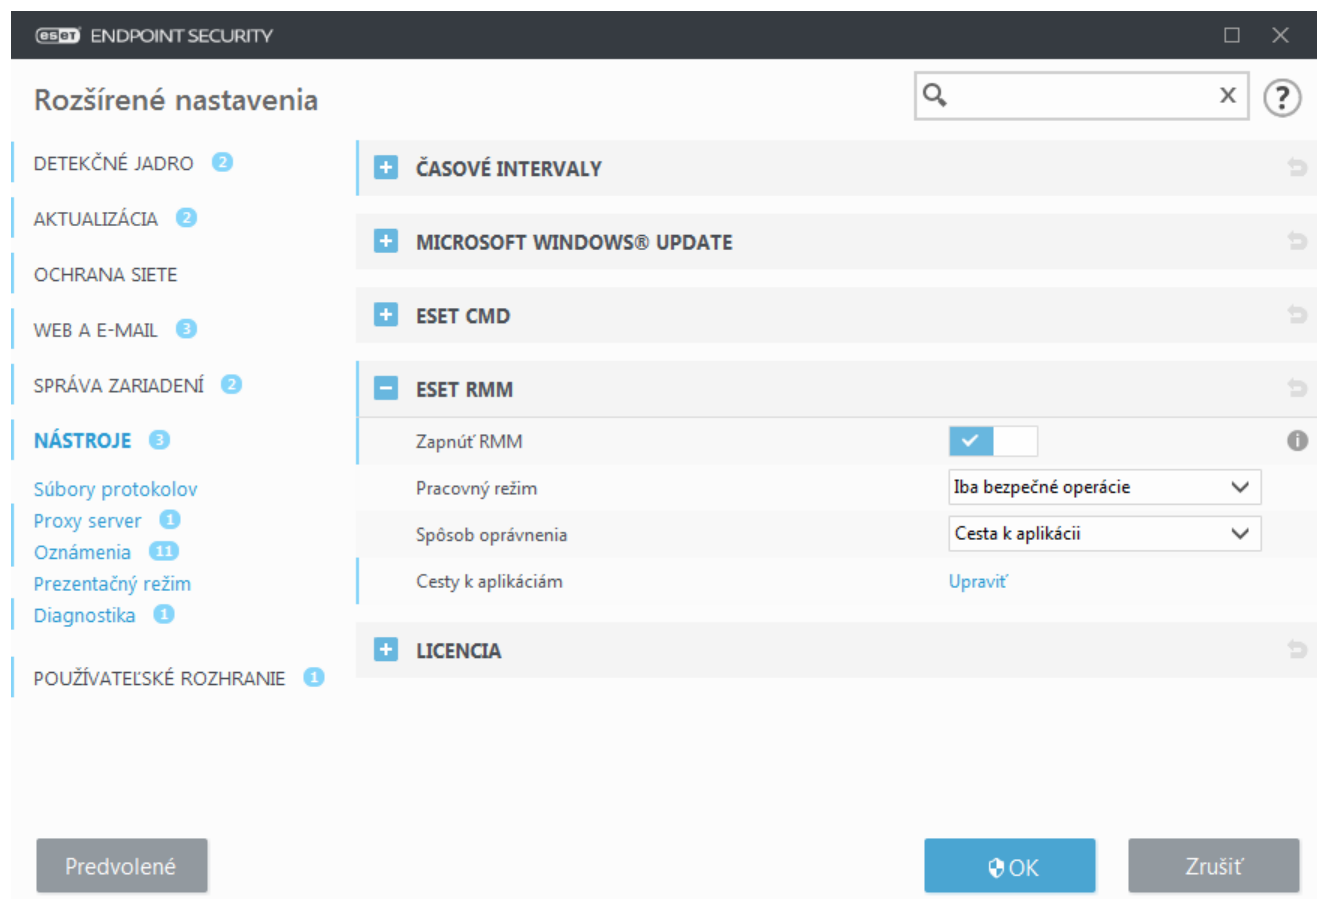 eset ENDPOINT SECURITY
Rozšírené nastavenia
x
?
DETEKČNÉ JADRO 2
AKTUALIZÁCIA 2
OCHRANA SIETE
WEB A E-MAIL 3
SPRÁVA ZARIADENÍ 2
NÁSTROJE 3
Súbory protokolov
Proxy server 1
Oznámenia 11
Prezentačný režim
Diagnostika 1
POUŽÍVATEĽSKÉ ROZHRANIE 1
ČASOVÉ INTERVALY
MICROSOFT WINDOWS® UPDATE
ESET CMD
ESET RMM
Zapnúť RMM
Pracovný režim Iba bezpečné operácie
Spôsob oprávnenia Cesta k aplikácii
Cesty k aplikáciám Upraviť
LICENCIA
Predvolené
OK
Zrušiť